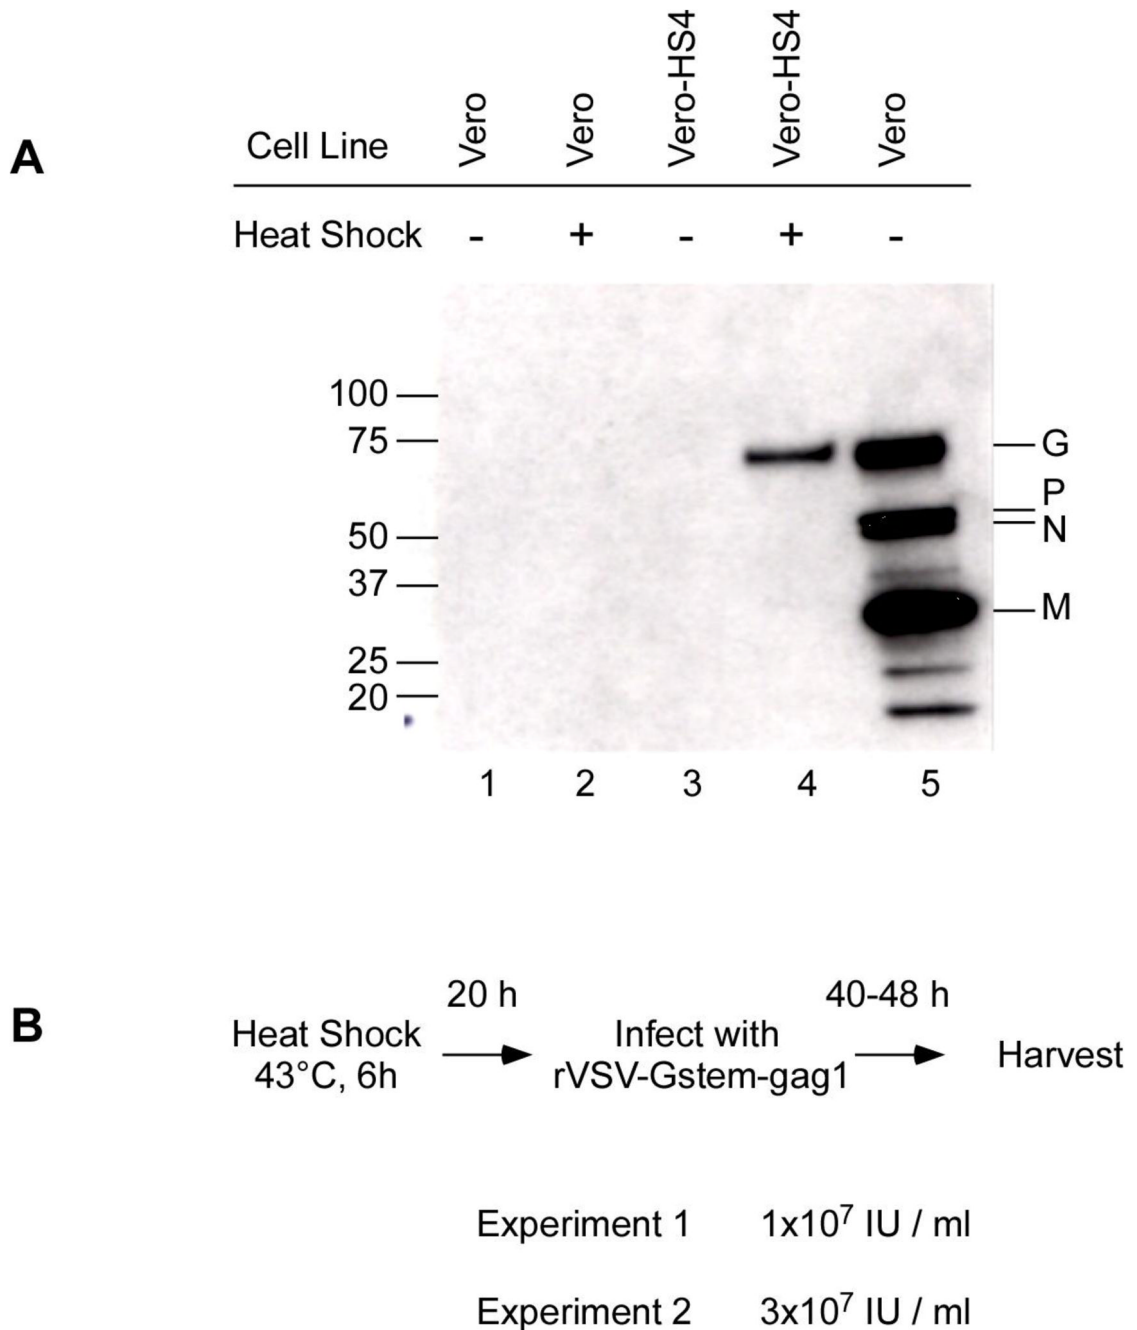 A
Cell Line Vero Vero Vero-HS4 Vero-HS4 Vero
Heat Shock - + - + -
100
75
50
37
25
20
G
P
N
M
1 2 3 4 5
B
20 h 40-48 h
Heat Shock Infect with
43°C, 6h rVSV-Gstem-gag1 Harvest
Experiment 1 1x10⁷ IU / ml
Experiment 2 3x10⁷ IU / ml